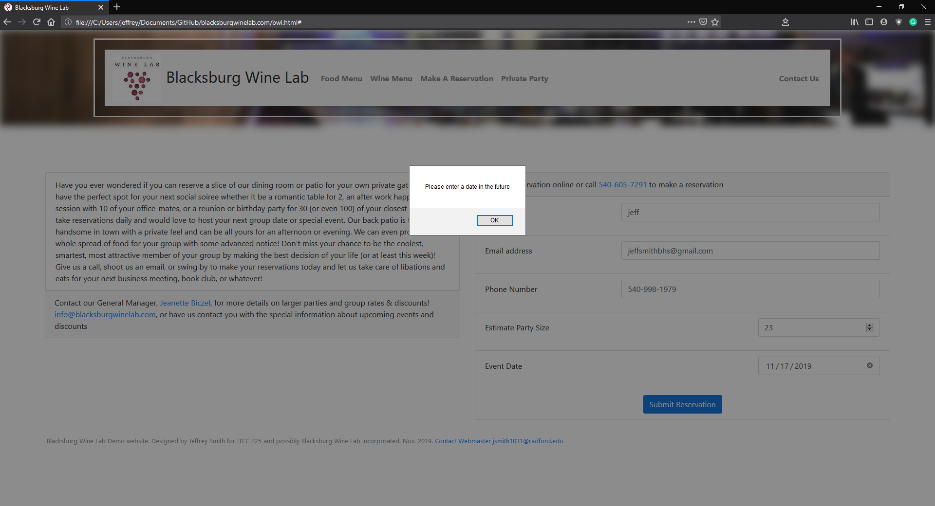 Blacksburg Wine Lab
file:///C:/Users/jeffrey/Documents/GitHub/blacksburgwinelab.com/owl.html#
BLACKSBURG
WINE LAB
Blacksburg Wine Lab Food Menu Wine Menu Make A Reservation Private Party Contact Us
Please enter a date in the future
OK
Have you ever wondered if you can reserve a slice of our dining room or patio for your own private
have the perfect spot for your next social soiree whether it be a romantic table for 2, an after work
session with 10 of your office-mates, or a reunion or birthday party for 30 (or even 100) of your closest
take reservations daily and would love to host your next group date or special event. Our back patio is
handsome in town with a private feel and can be all yours for an afternoon or evening. We can even
whole spread of food for your group with some advanced notice! Don't miss your chance to be the coolest,
smartest, most attractive member of your group by making the best decision of your life (or at least this week)!
Give us a call, shoot us an email, or swing by to make your reservations today and let us take care of libations and
eats for your next business meeting, book club, or whatever!
Contact our General Manager, Jeanette Biczel, for more details on larger parties and group rates & discounts!
info@blacksburgwinelab.com, or have us contact you with the special information about upcoming events and
discounts
online or call 540-605-7291 to make a reservation
jeff
Email address jeffsmithbhs@gmail.com
Phone Number 540-998-1979
Estimate Party Size 23
Event Date 11 / 17 / 2019
Submit Reservation
Blacksburg Wine Lab Demo website. Designed by Jeffrey Smith for ITEC 325 and possibly Blacksburg Wine Lab incorporated. Nov. 2019. Contact Webmaster jsmith1031@radford.edu